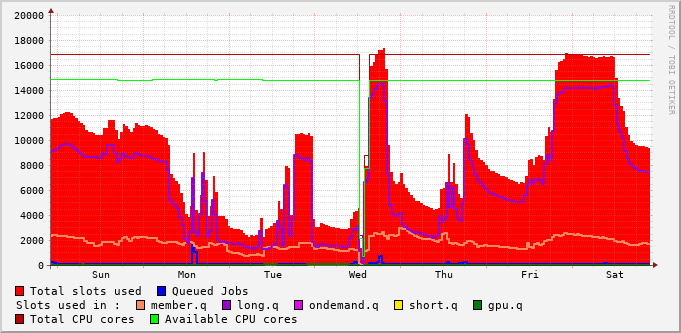 20000
18000
16000
14000
12000
10000
8000
6000
4000
2000
0
Sun Mon Tue Wed Thu Fri Sat
RRDTOOL / TOBI OETIKER
Total slots used Queued Jobs
Slots used in : member.q long.q ondemand.q short.q gpu.q
Total CPU cores Available CPU cores